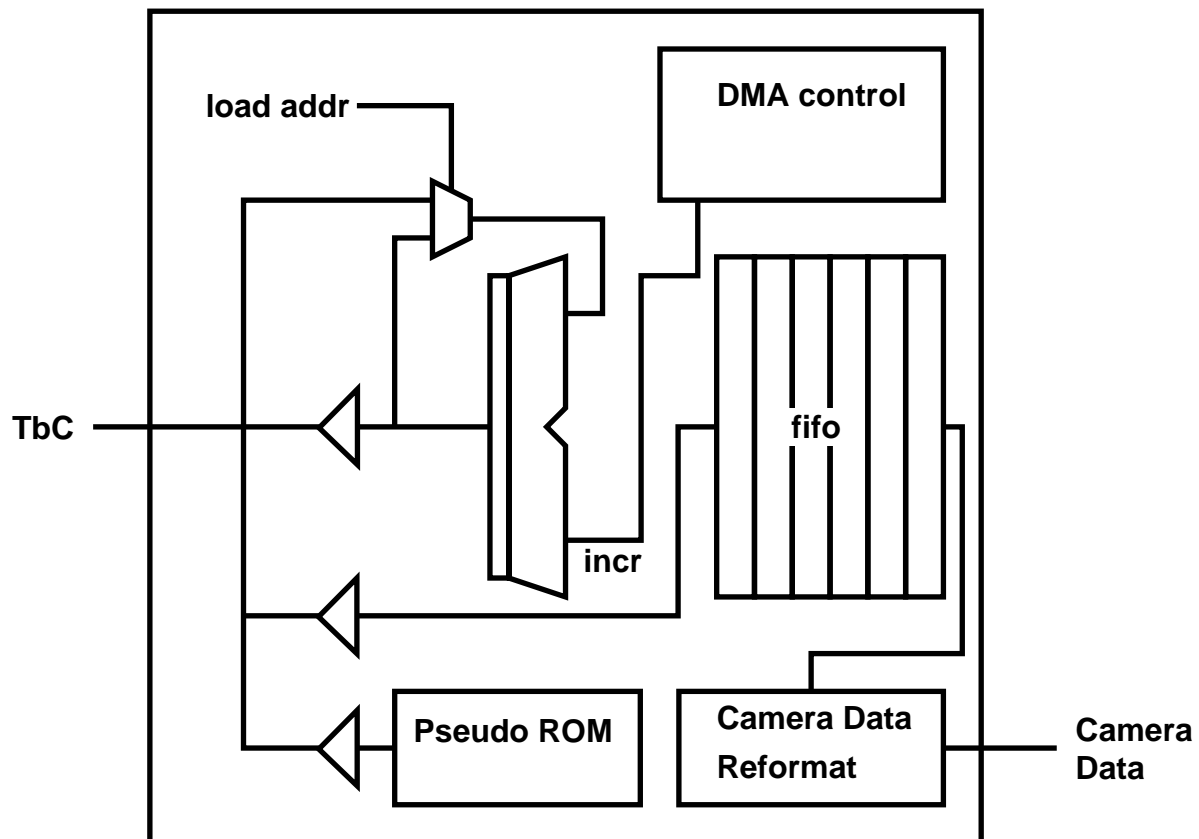 DMA control
load addr
TbC
fifo
incr
Pseudo ROM
Camera Data
Reformat
Camera
Data